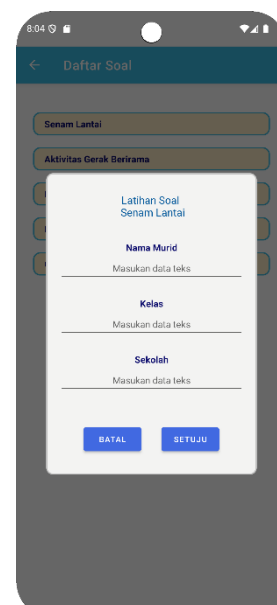 8:04
Daftar Soal
Senam Lantai
Aktivitas Gerak Berirama
Latihan Soal
Senam Lantai
Nama Murid
Masukan data teks
Kelas
Masukan data teks
Sekolah
Masukan data teks
BATAL SETUJU